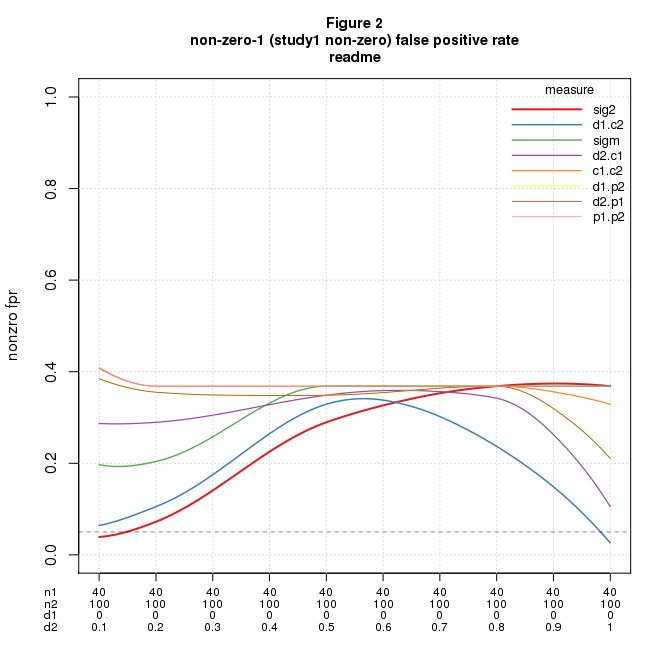 Figure 2
non-zero-1 (study1 non-zero) false positive rate
readme
measure
sig2
d1.c2
sigm
d2.c1
c1.c2
d1.p2
d2.p1
p1.p2
nonzro fpr
1.0
0.8
0.6
0.4
0.2
0.0
n1 40 40 40 40 40 40 40 40 40 40
n2 100 100 100 100 100 100 100 100 100 100
d1 0 0 0 0 0 0 0 0 0 0
d2 0.1 0.2 0.3 0.4 0.5 0.6 0.7 0.8 0.9 1